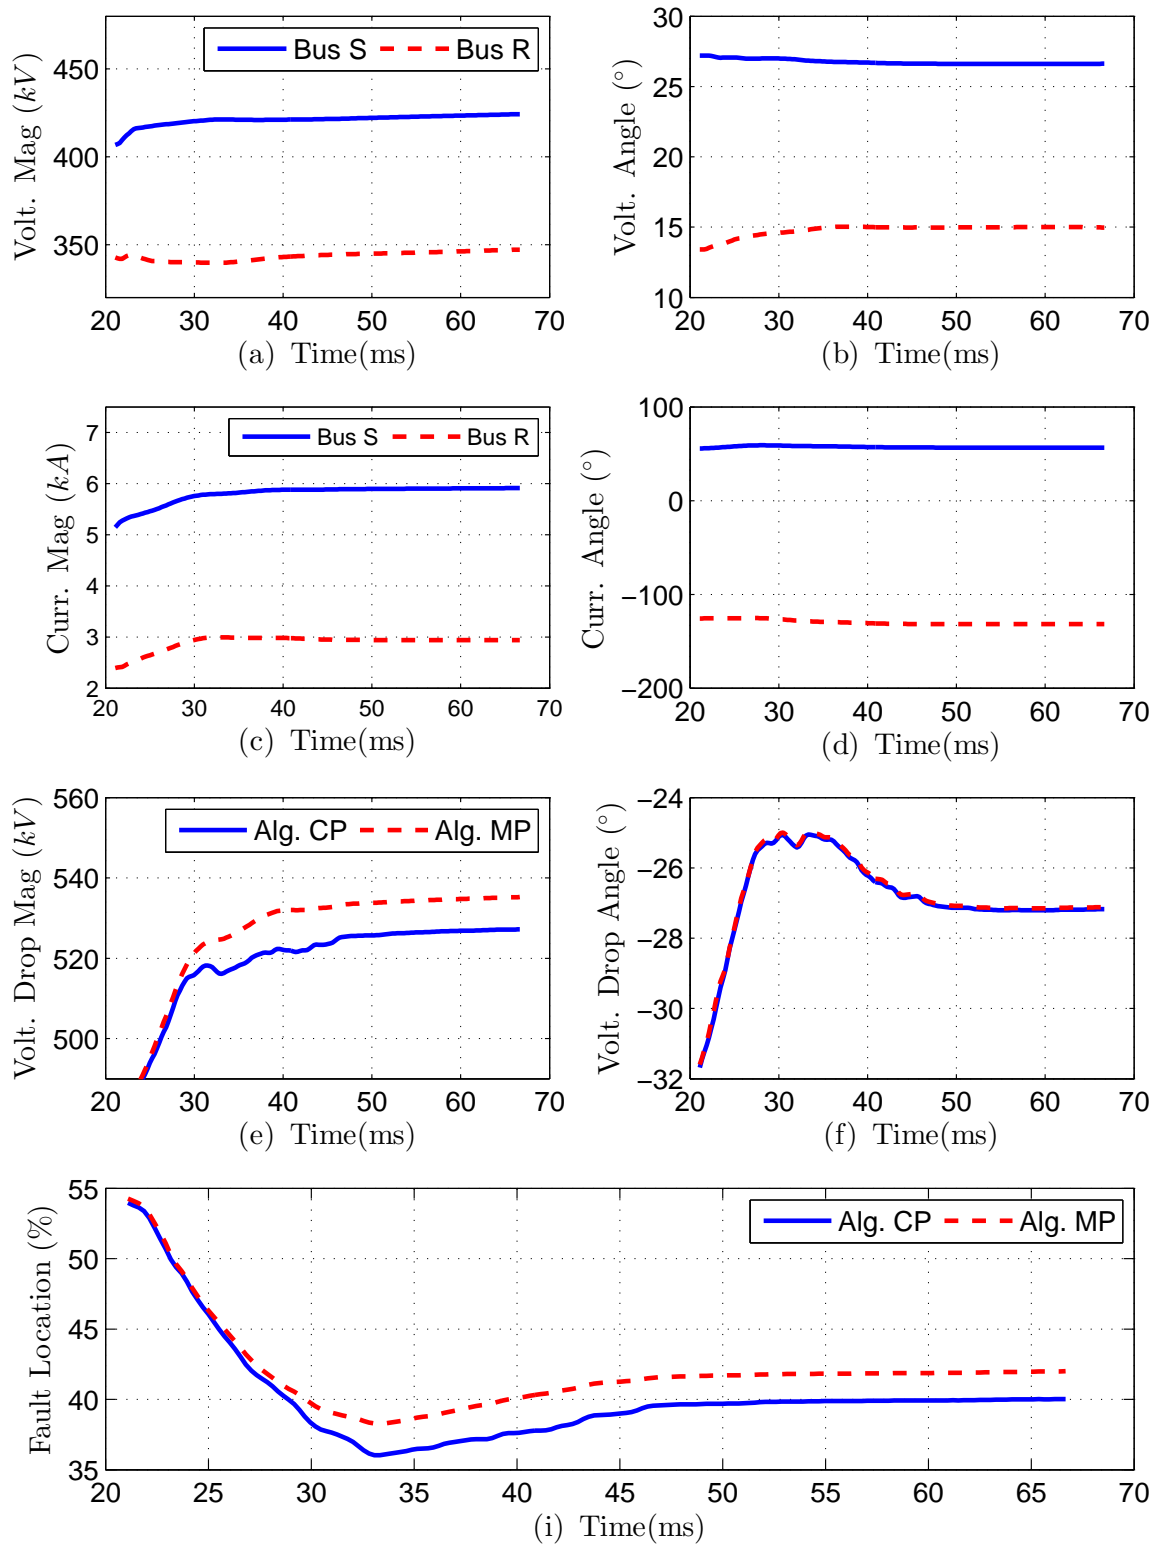 Volt. Mag (kV)
450
400
350
Bus S Bus R
20 30 40 50 60 70
(a) Time(ms)
Volt. Angle (°)
30
25
20
15
10
20 30 40 50 60 70
(b) Time(ms)
Curr. Mag (kA)
7
6
5
4
3
2
Bus S Bus R
20 30 40 50 60 70
(c) Time(ms)
Curr. Angle (°)
100
0
−100
−200
20 30 40 50 60 70
(d) Time(ms)
Volt. Drop Mag (kV)
560
540
520
500
Alg. CP Alg. MP
20 30 40 50 60 70
(e) Time(ms)
Volt. Drop Angle (°)
−24
−26
−28
−30
−32
20 30 40 50 60 70
(f) Time(ms)
Fault Location (%)
55
50
45
40
35
Alg. CP Alg. MP
20 25 30 35 40 45 50 55 60 65 70
(i) Time(ms)